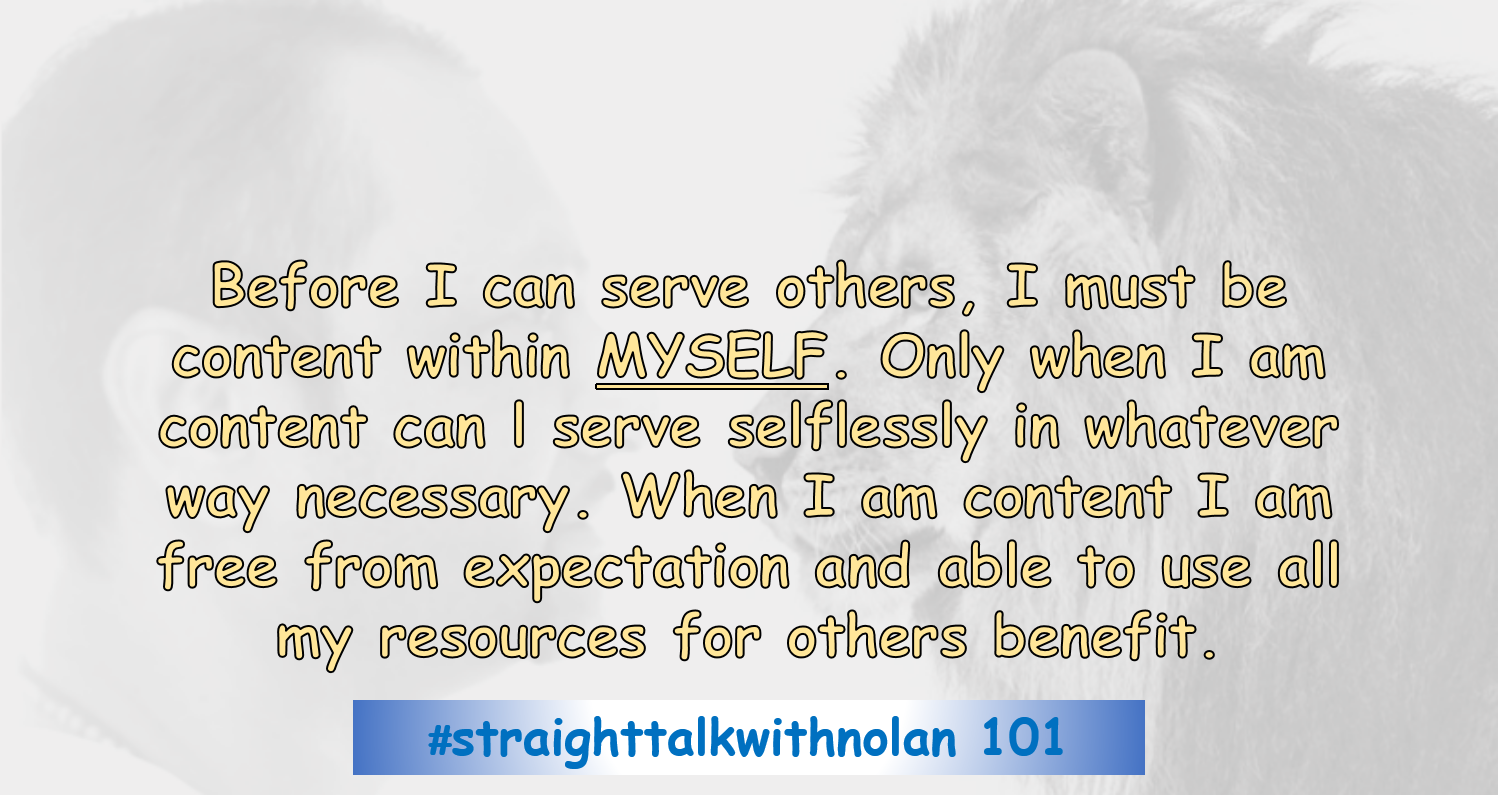 Before I can serve others, I must be
content within MYSELF. Only when I am
content can l serve selflessly in whatever
way necessary. When I am content I am
free from expectation and able to use all
my resources for others benefit.
#straighttalkwithnolan 101